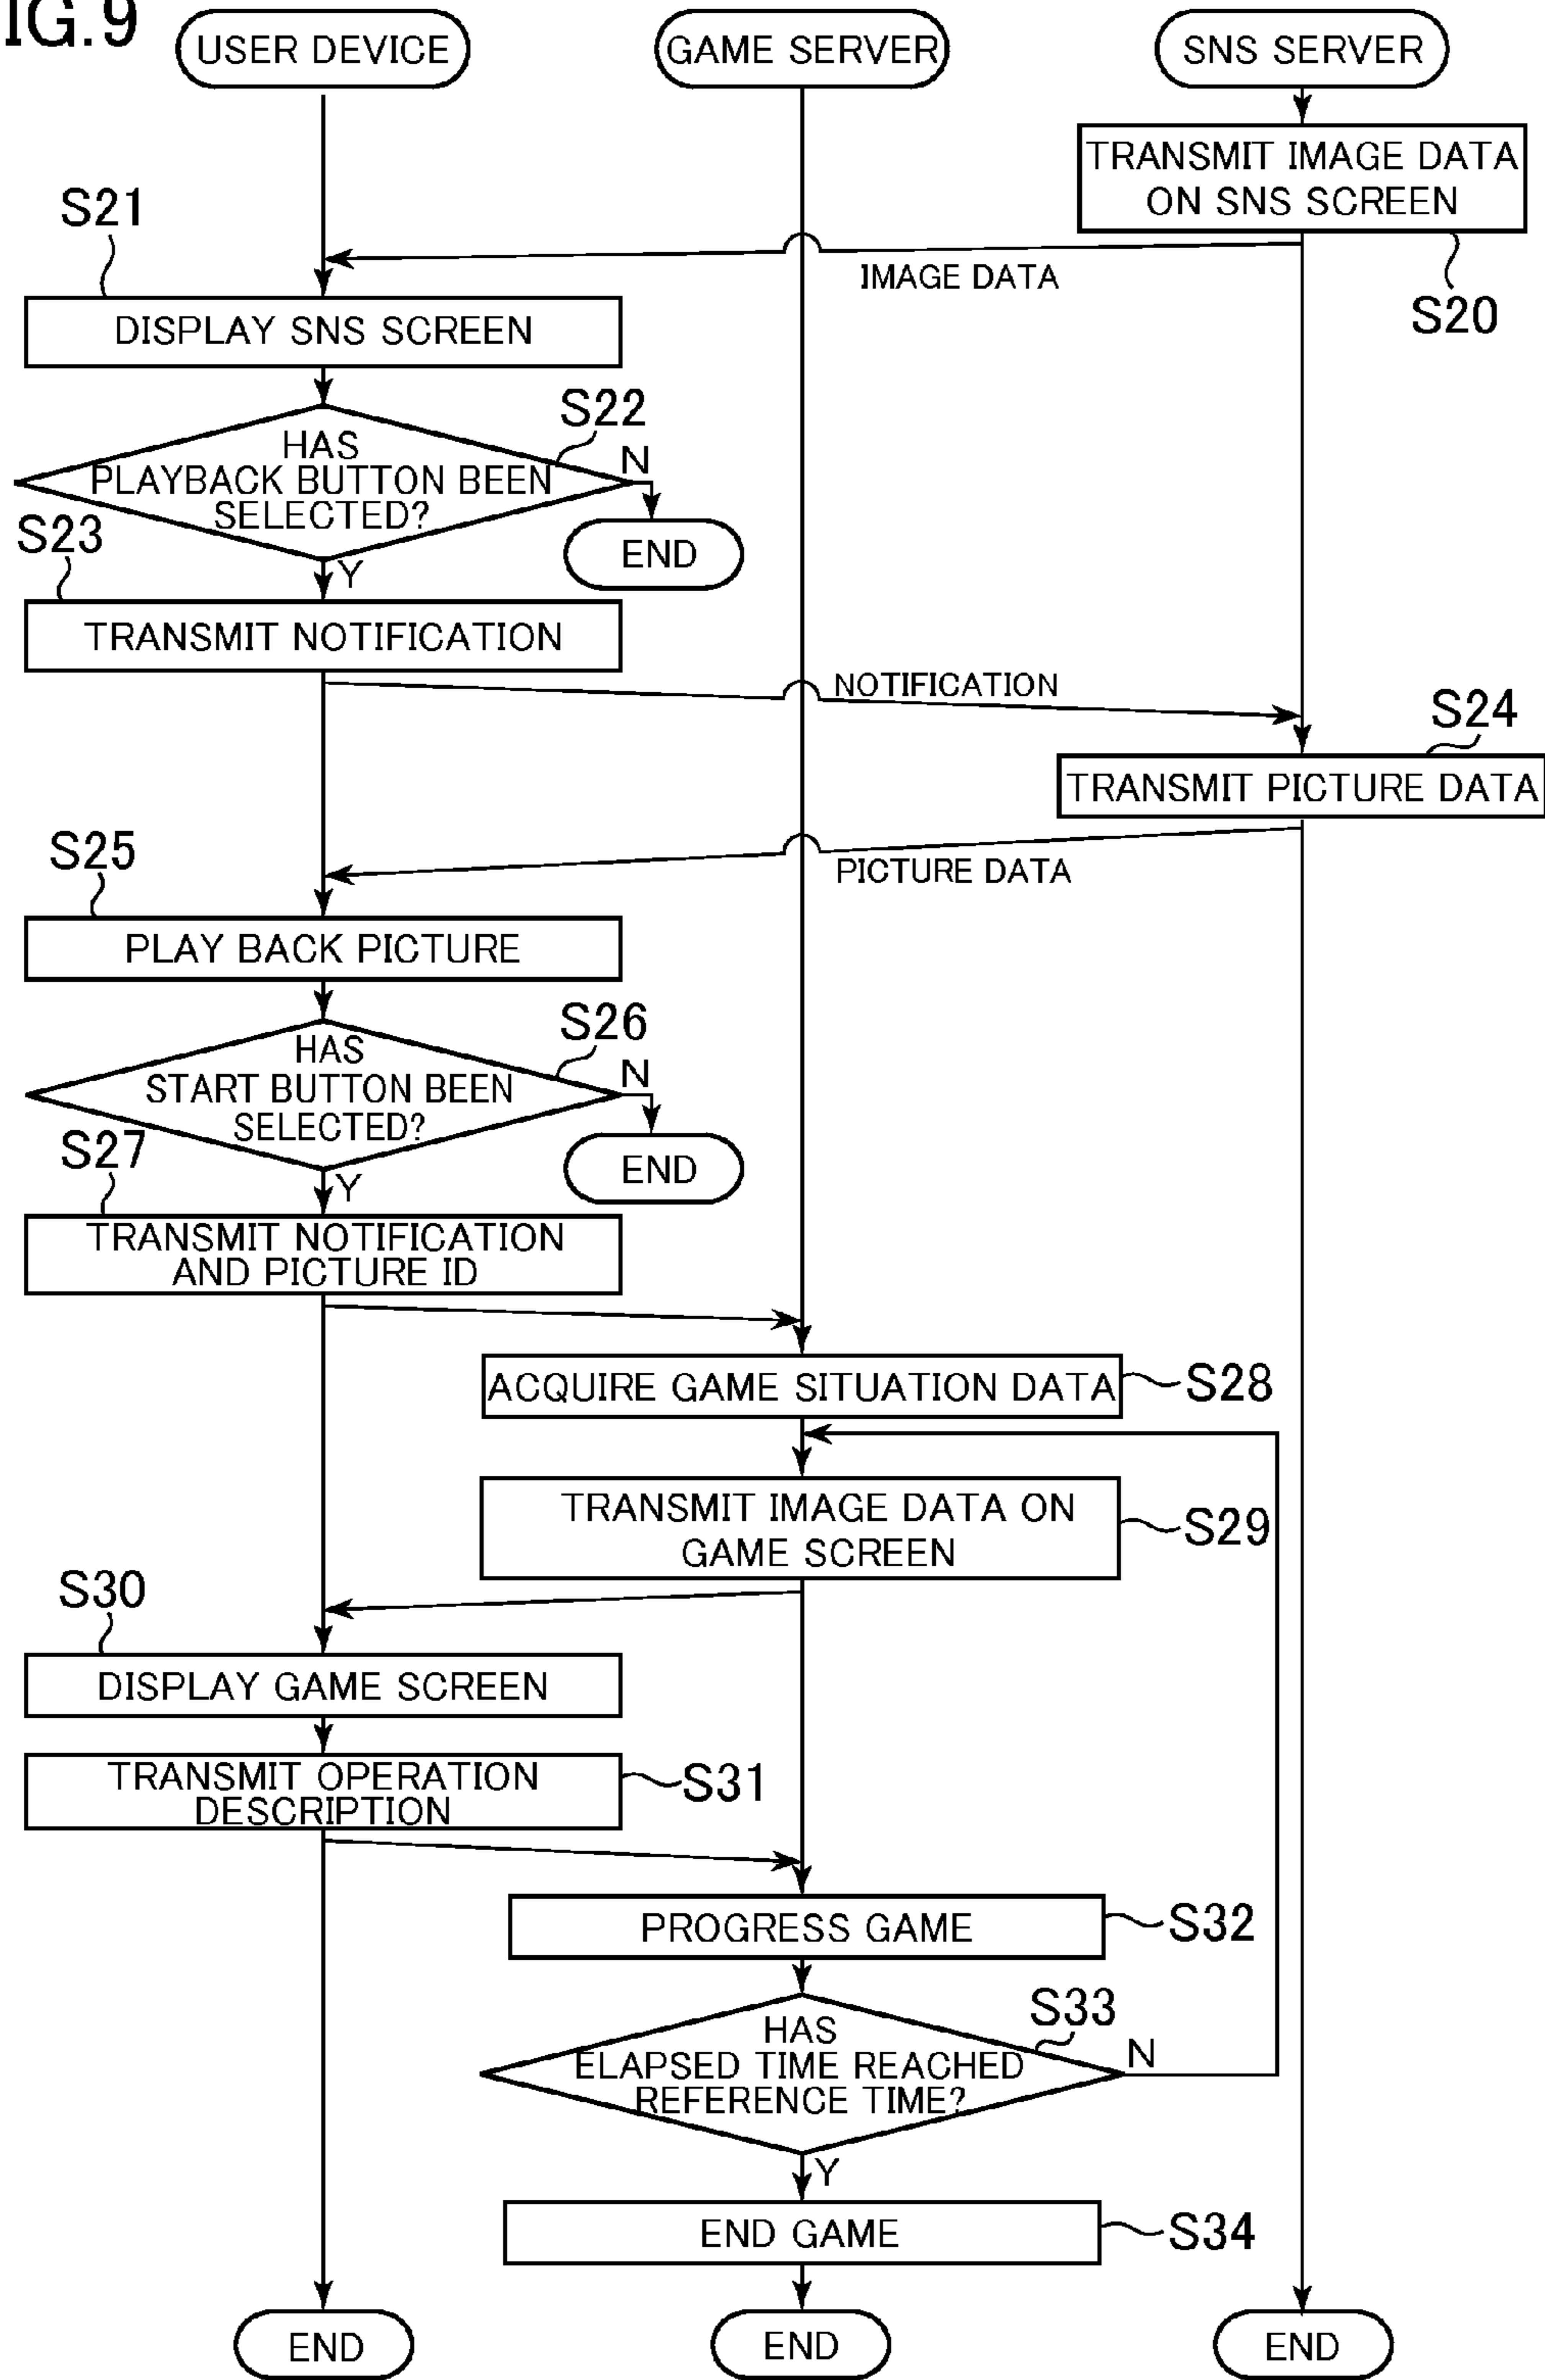 IG.9
USER DEVICE
GAME SERVER
SNS SERVER
TRANSMIT IMAGE DATA
ON SNS SCREEN
S20
IMAGE DATA
S21
DISPLAY SNS SCREEN
S22
HAS
PLAYBACK BUTTON BEEN
SELECTED?
N
END
Y
S23
TRANSMIT NOTIFICATION
NOTIFICATION
S24
TRANSMIT PICTURE DATA
PICTURE DATA
S25
PLAY BACK PICTURE
S26
HAS
START BUTTON BEEN
SELECTED?
N
END
Y
S27
TRANSMIT NOTIFICATION
AND PICTURE ID
ACQUIRE GAME SITUATION DATA
S28
TRANSMIT IMAGE DATA ON
GAME SCREEN
S29
S30
DISPLAY GAME SCREEN
TRANSMIT OPERATION
DESCRIPTION
S31
PROGRESS GAME
S32
S33
HAS
ELAPSED TIME REACHED
REFERENCE TIME?
N
Y
END GAME
S34
END
END
END